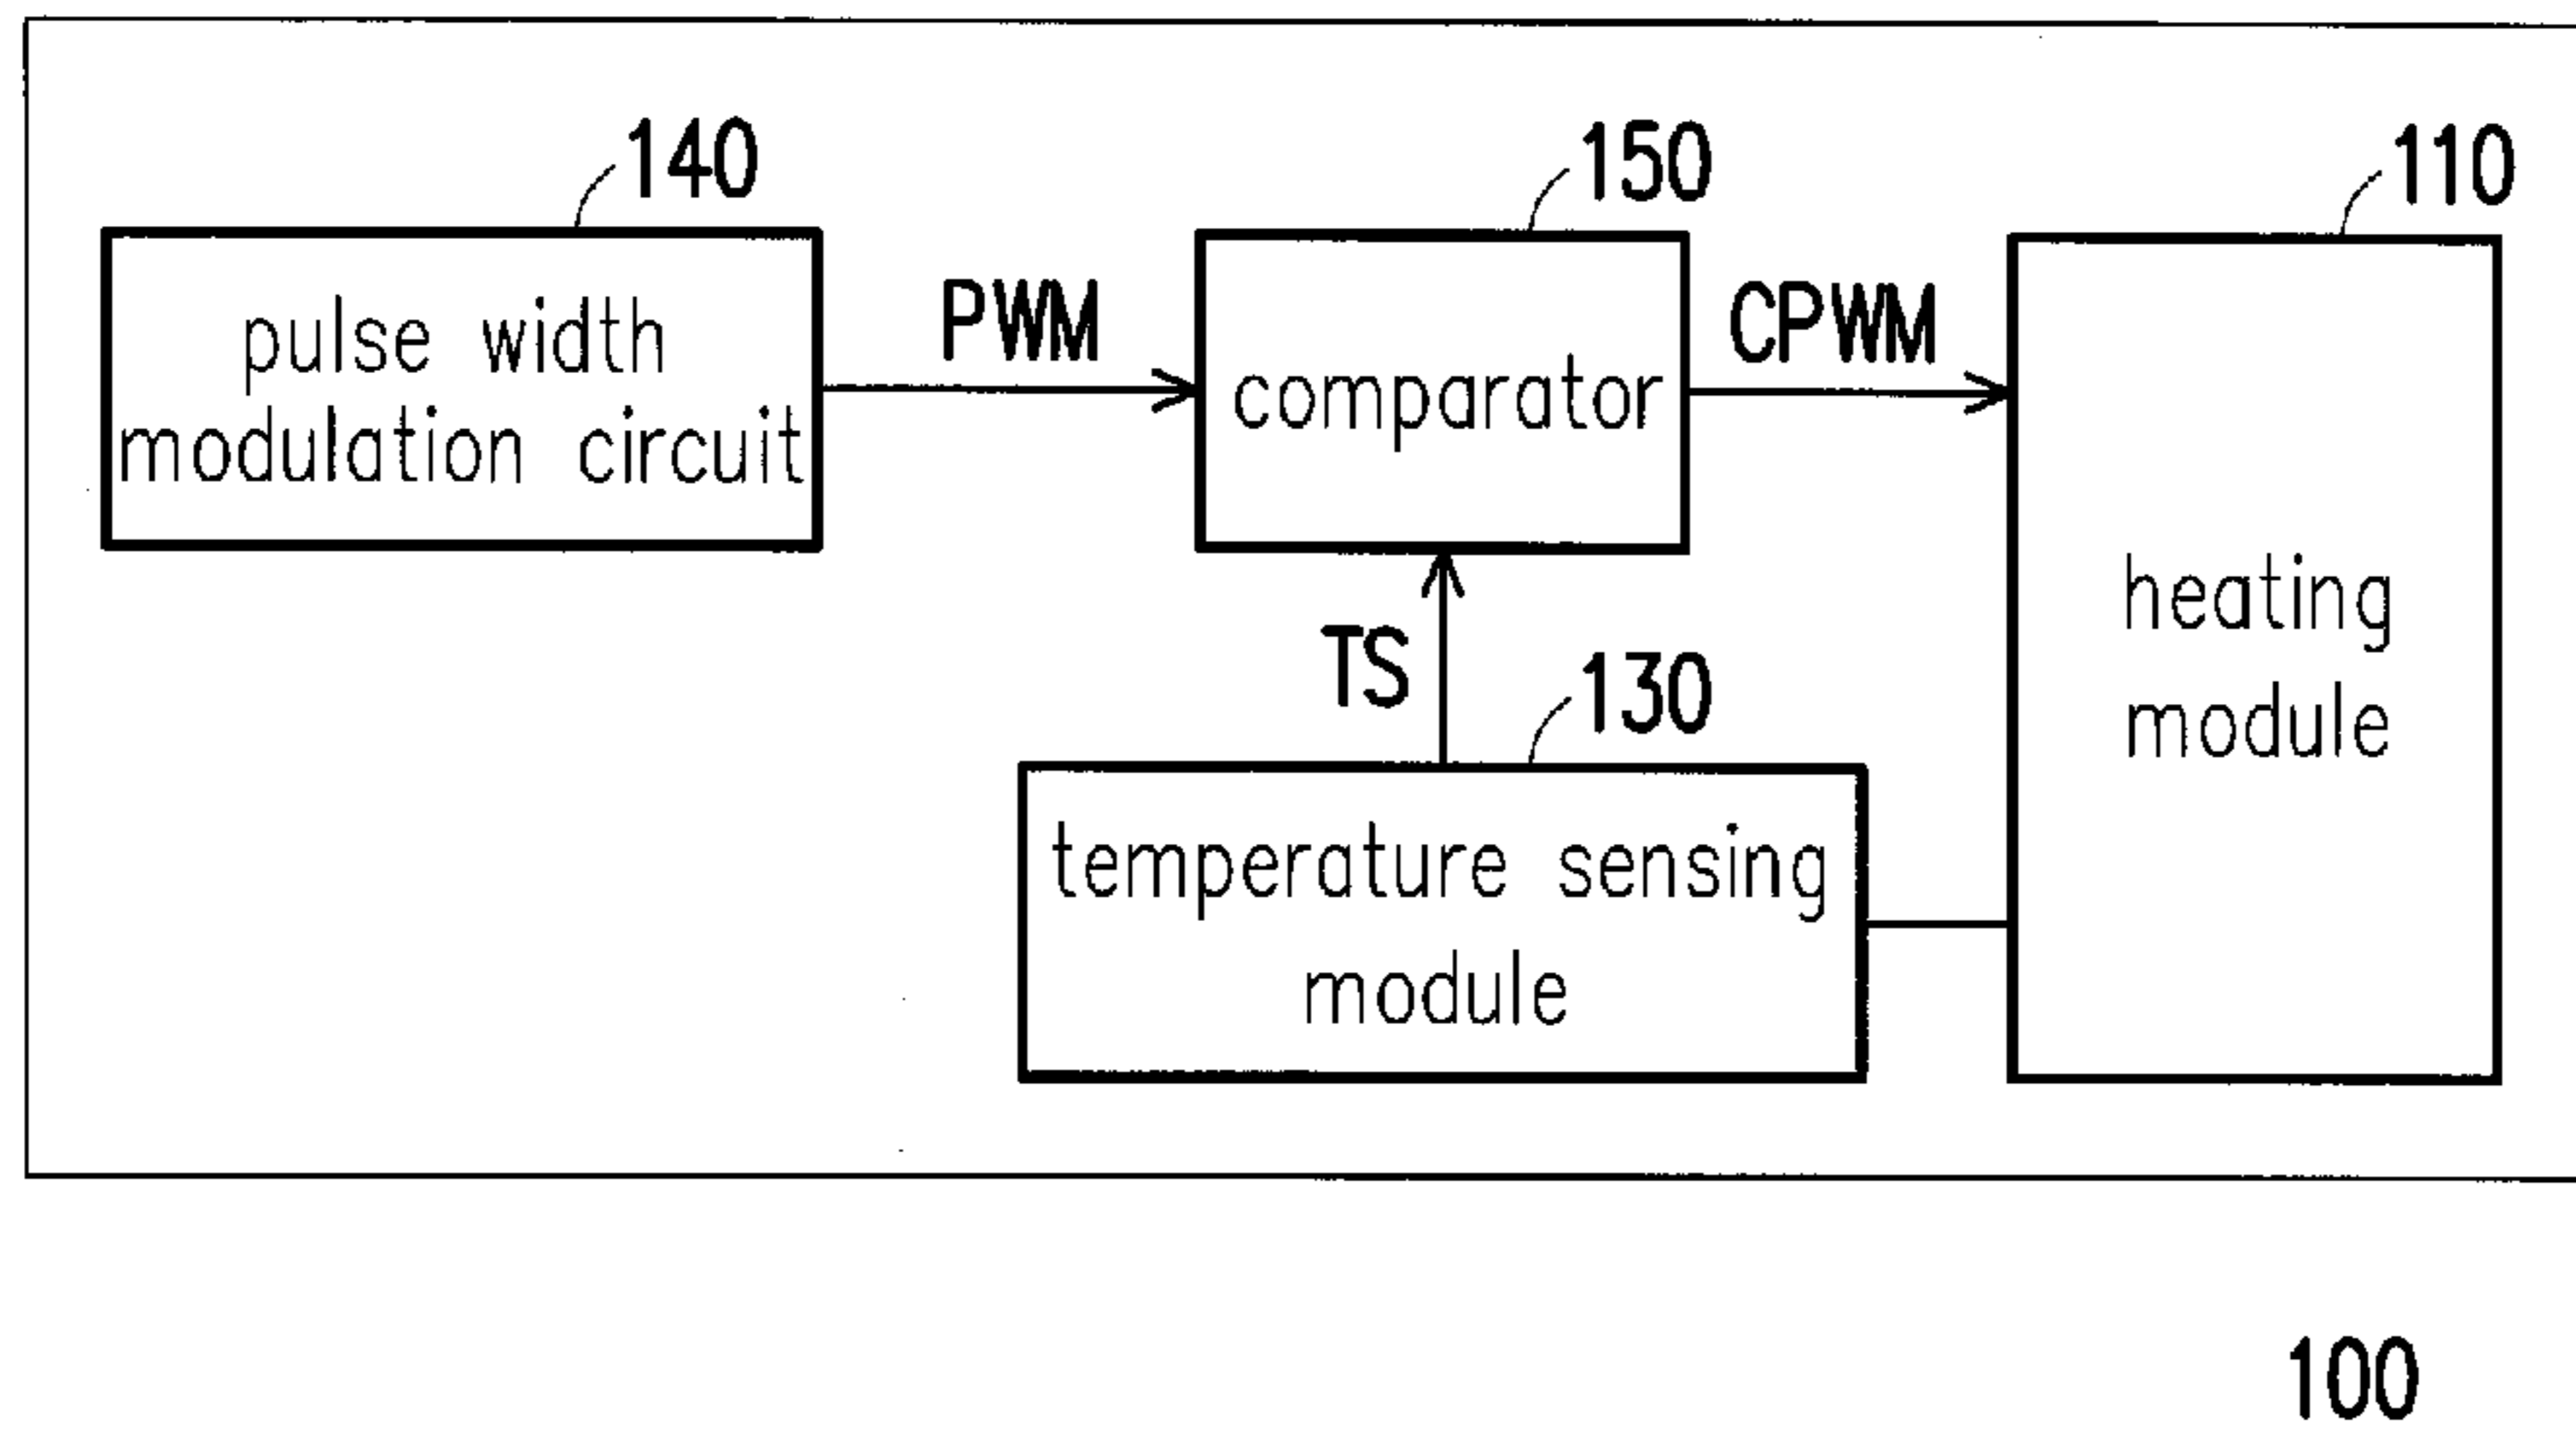 140
150
110
pulse width
modulation circuit
PWM
comparator
CPWM
heating
module
TS
130
temperature sensing
module
100